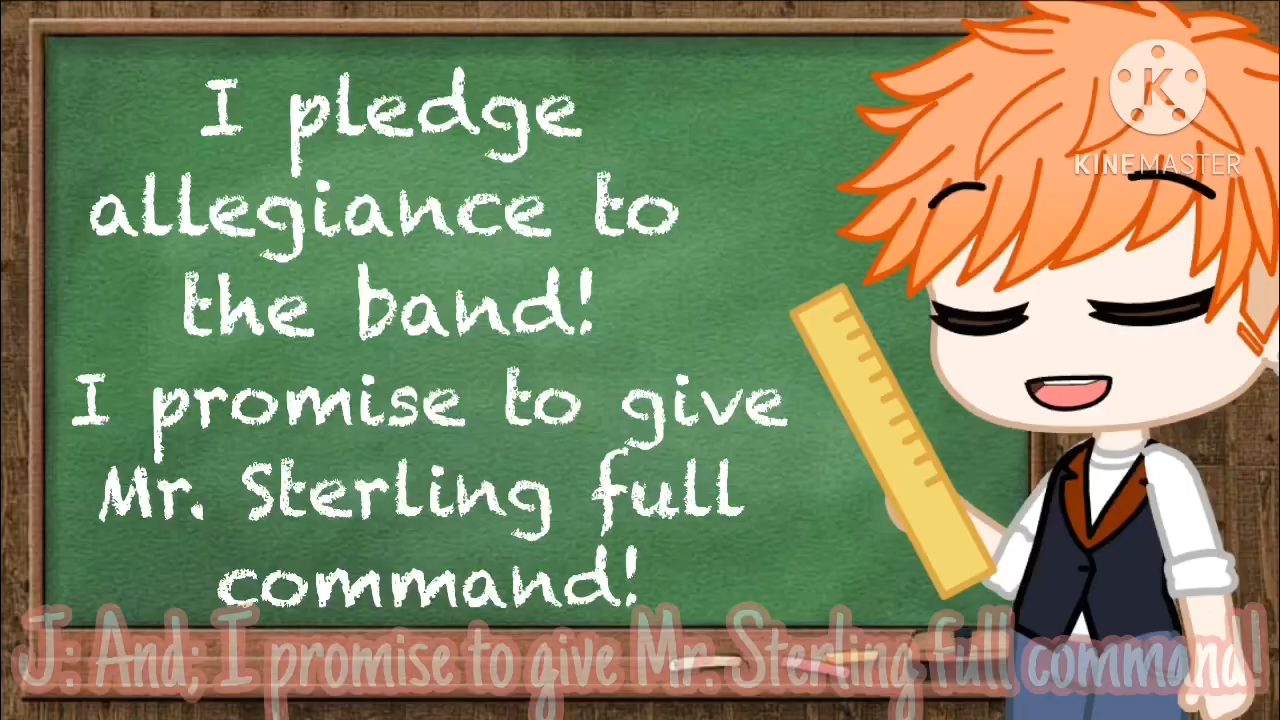 I pledge
allegiance to
the band!
I promise to give
Mr. Sterling full
command!
J: And; I promise to give Mr. Sterling full command!
K
KINEMASTER